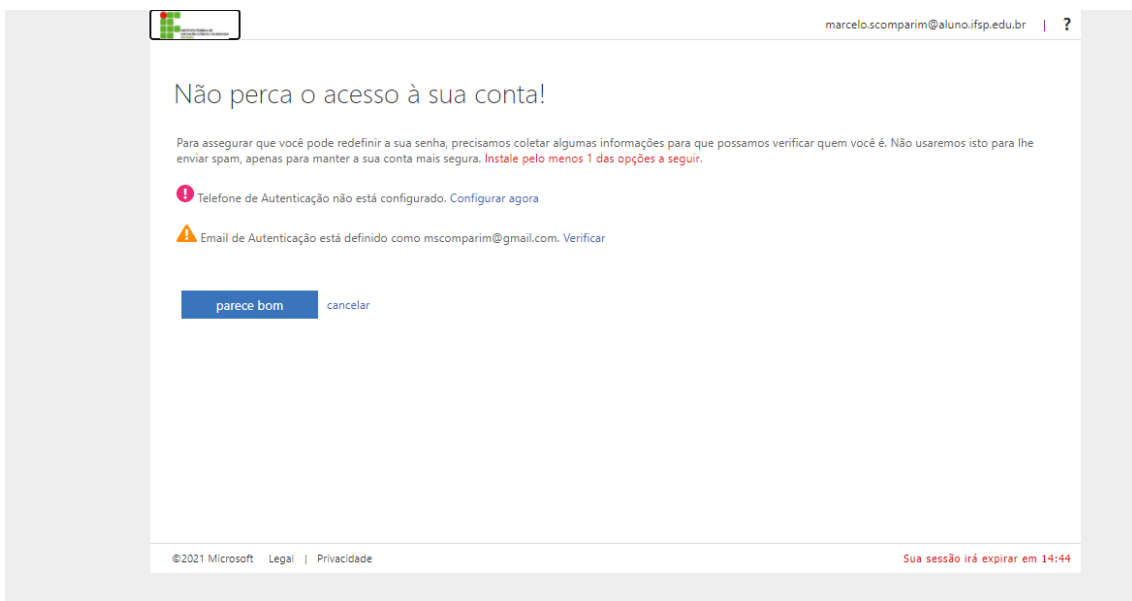 marcelo.scomparim@aluno.ifsp.edu.br | ?
Não perca o acesso à sua conta!
Para assegurar que você pode redefinir a sua senha, precisamos coletar algumas informações para que possamos verificar quem você é. Não usaremos isto para lhe
enviar spam, apenas para manter a sua conta mais segura. Instale pelo menos 1 das opções a seguir.
Telefone de Autenticação não está configurado. Configurar agora
Email de Autenticação está definido como mscomparim@gmail.com. Verificar
parece bom cancelar
©2021 Microsoft Legal | Privacidade Sua sessão irá expirar em 14:44